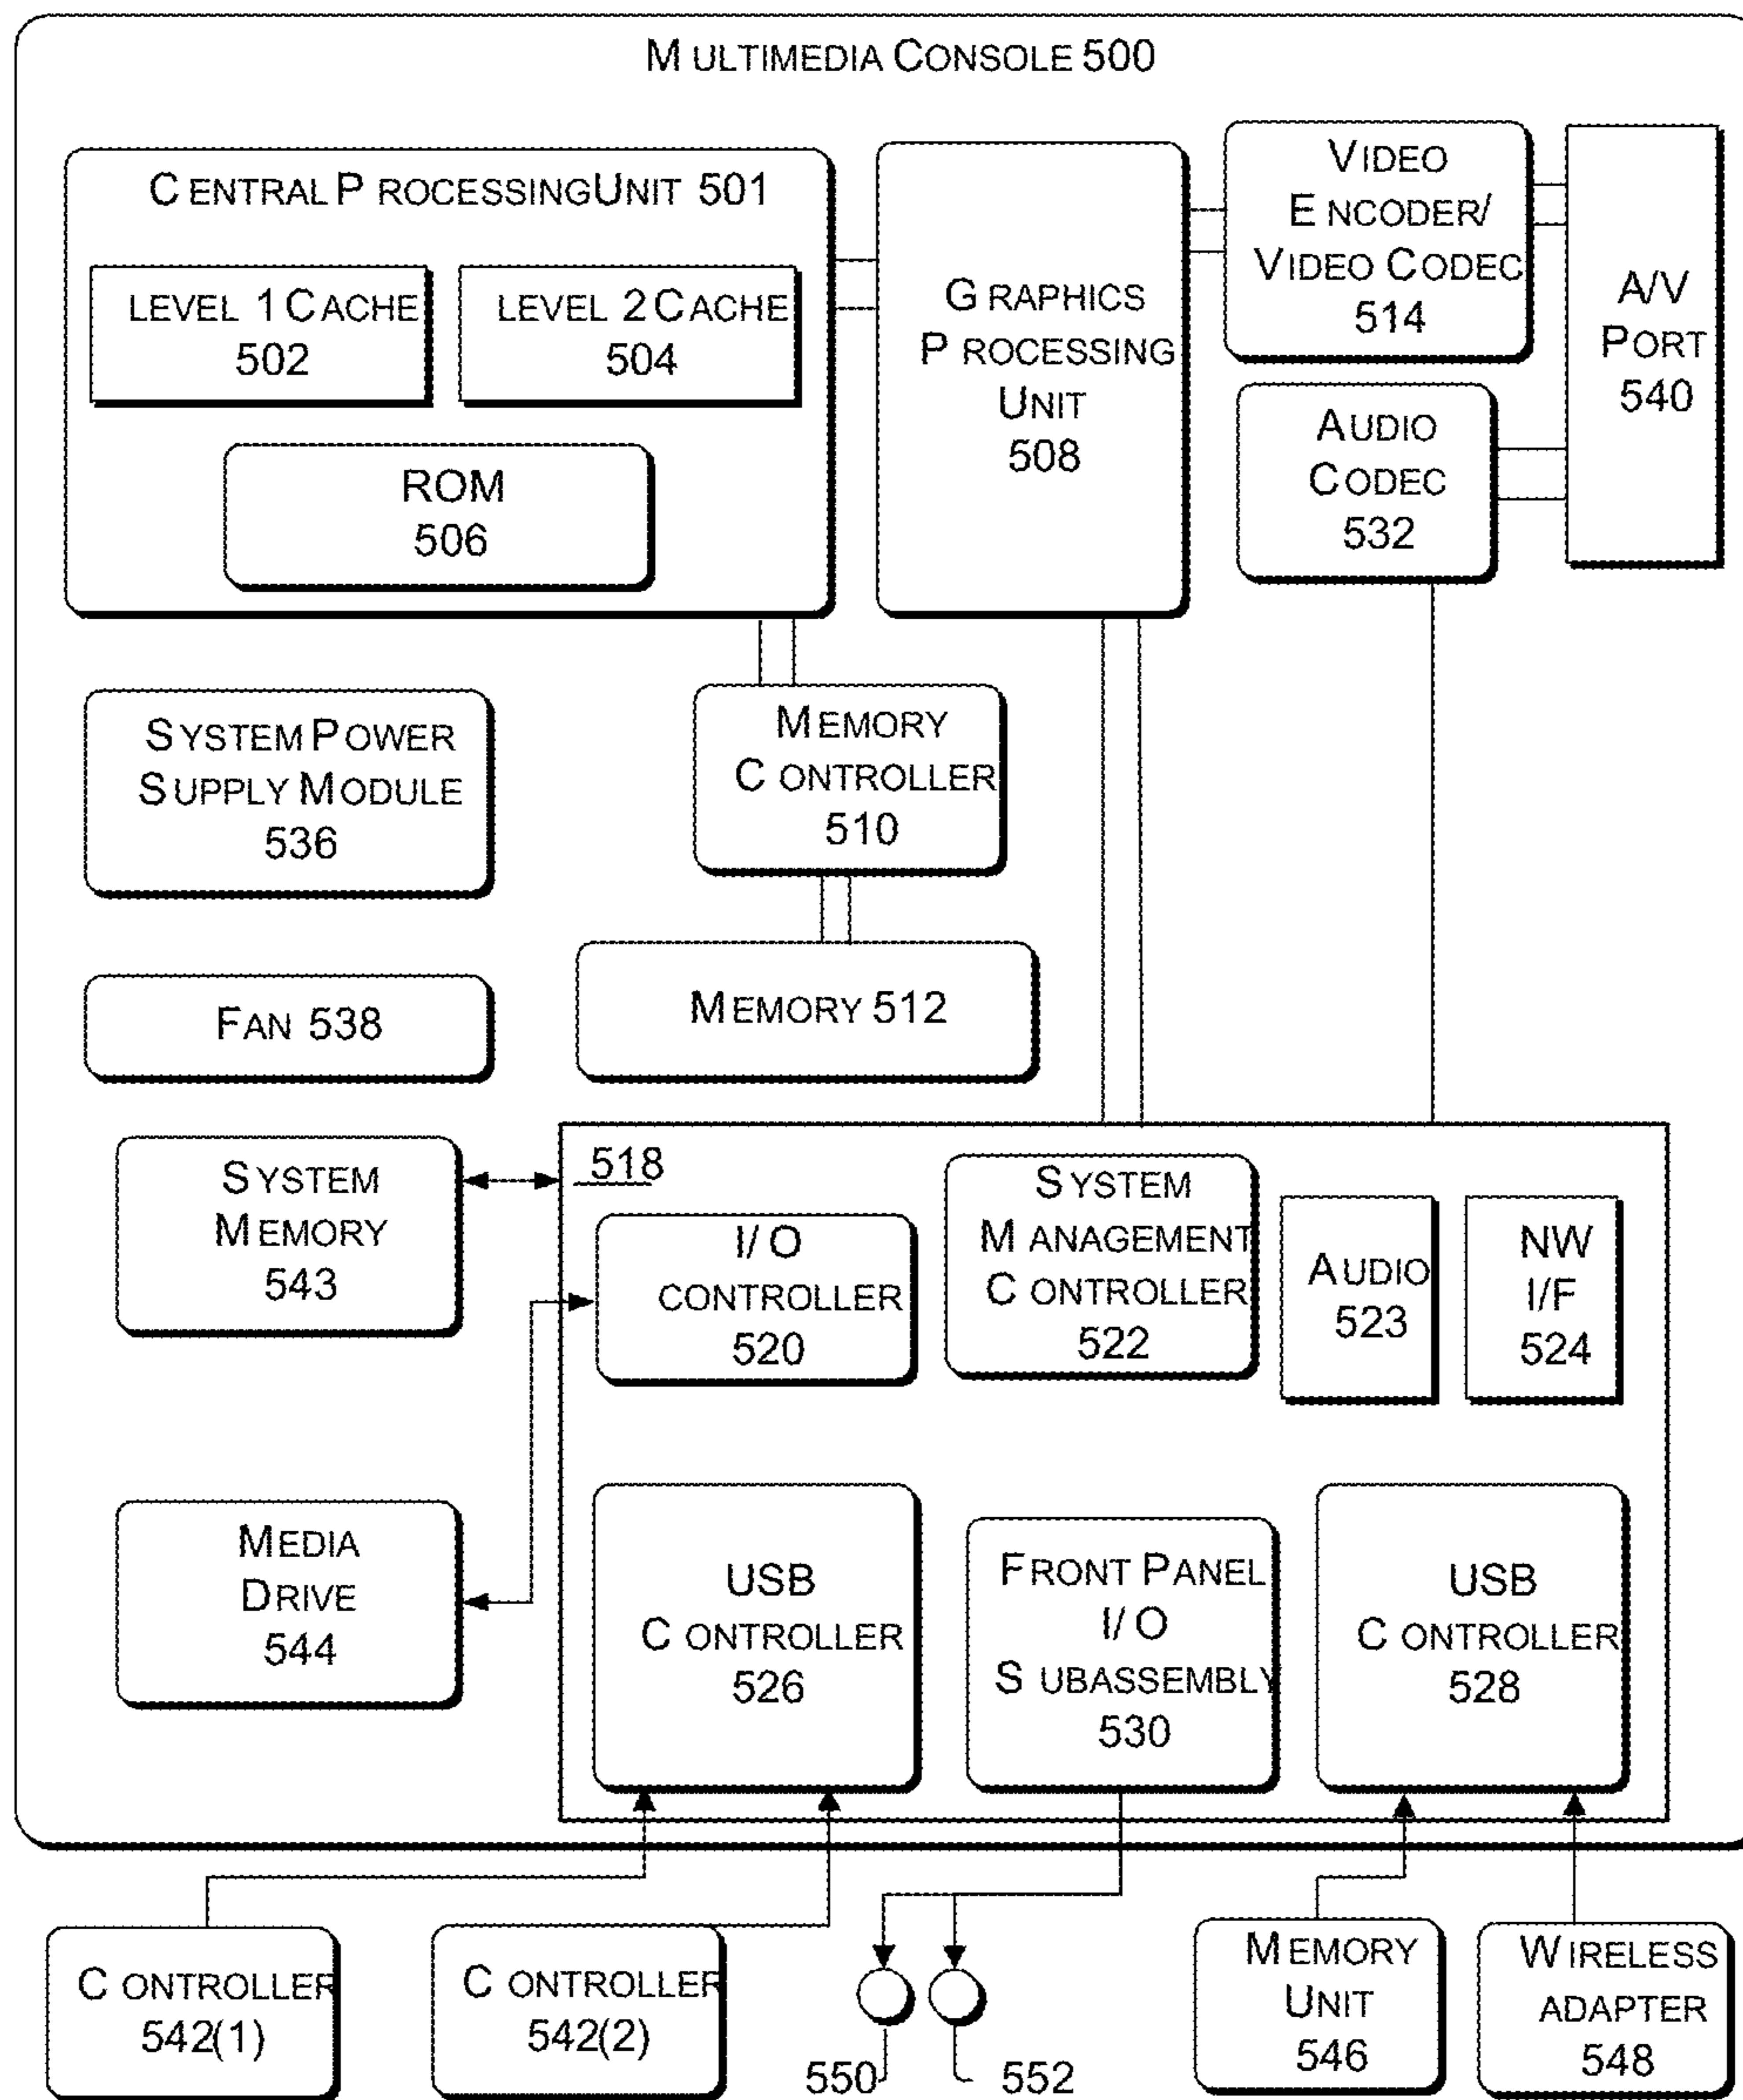 MULTIMEDIA CONSOLE 500
CENTRAL PROCESSING UNIT 501
LEVEL 1 CACHE
502
LEVEL 2 CACHE
504
ROM
506
GRAPHICS
PROCESSING
UNIT
508
VIDEO
ENCODER/
VIDEO CODEC
514
A/V
PORT
540
AUDIO
CODEC
532
SYSTEM POWER
SUPPLY MODULE
536
MEMORY
CONTROLLER
510
FAN 538
MEMORY 512
SYSTEM
MEMORY
543
518
I/O
CONTROLLER
520
SYSTEM
MANAGEMENT
CONTROLLER
522
AUDIO
523
NW
I/F
524
MEDIA
DRIVE
544
USB
CONTROLLER
526
FRONT PANEL
I/O
SUBASSEMBLY
530
USB
CONTROLLER
528
CONTROLLER
542(1)
CONTROLLER
542(2)
550
552
MEMORY
UNIT
546
WIRELESS
ADAPTER
548